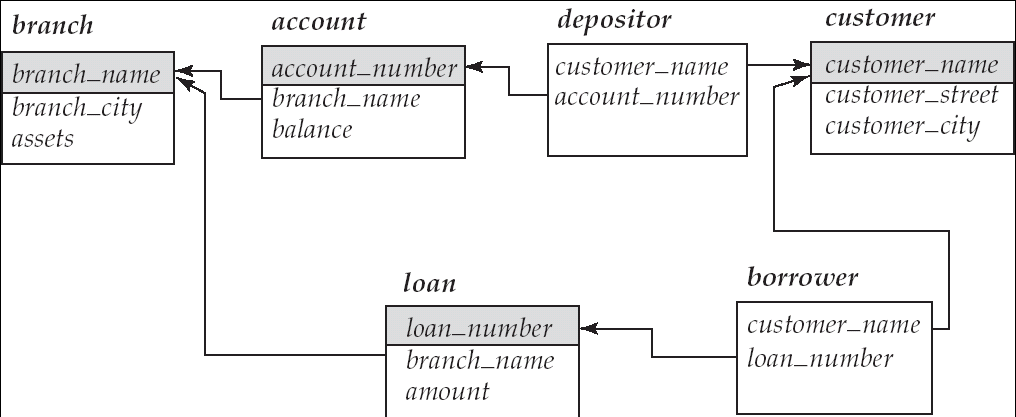 branch
branch_name
branch_city
assets
account
account_number
branch_name
balance
depositor
customer_name
account_number
customer
customer_name
customer_street
customer_city
loan
loan_number
branch_name
amount
borrower
customer_name
loan_number